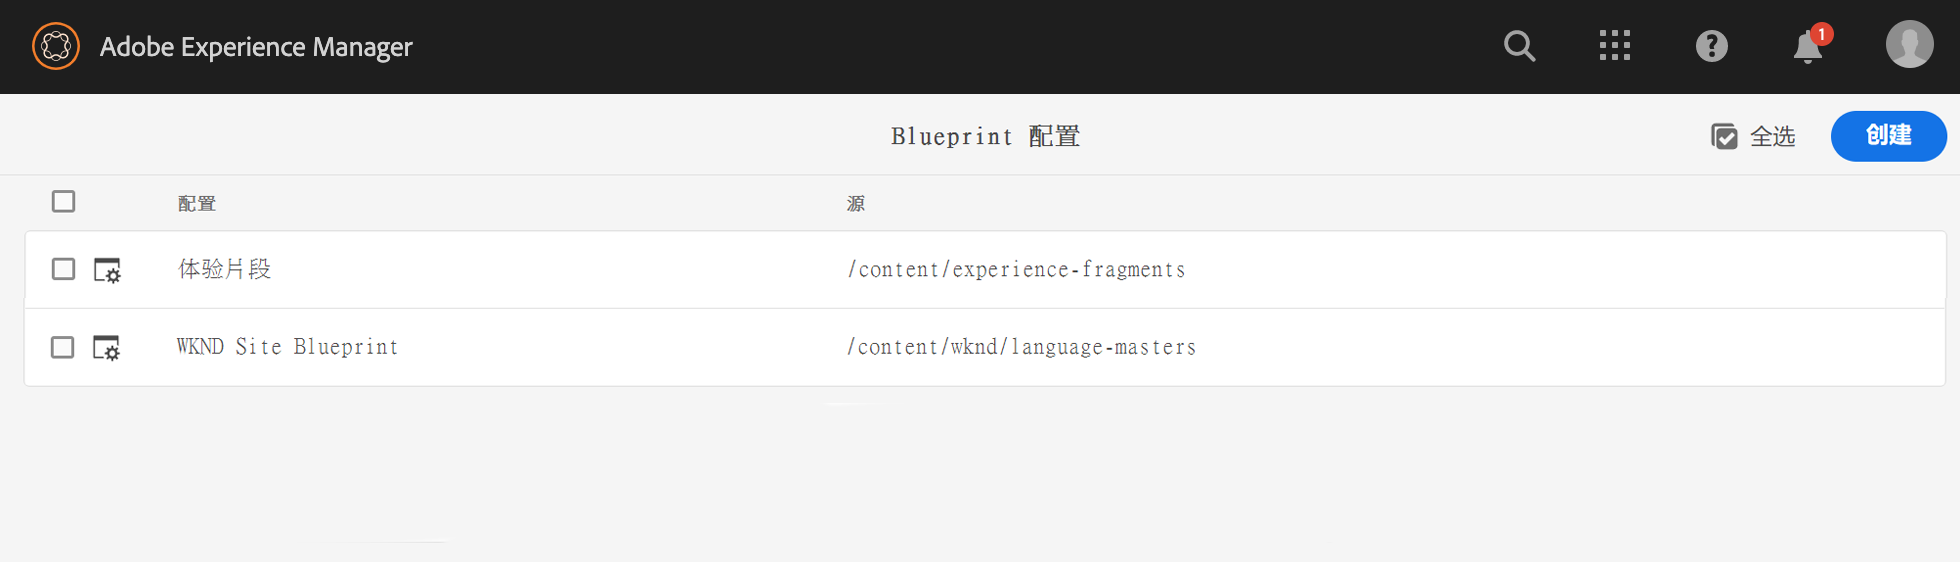 Adobe Experience Manager
1
Blueprint 配置
全选
创建
配置
源
体验片段
/content/experience-fragments
WKND Site Blueprint
/content/wknd/language-masters